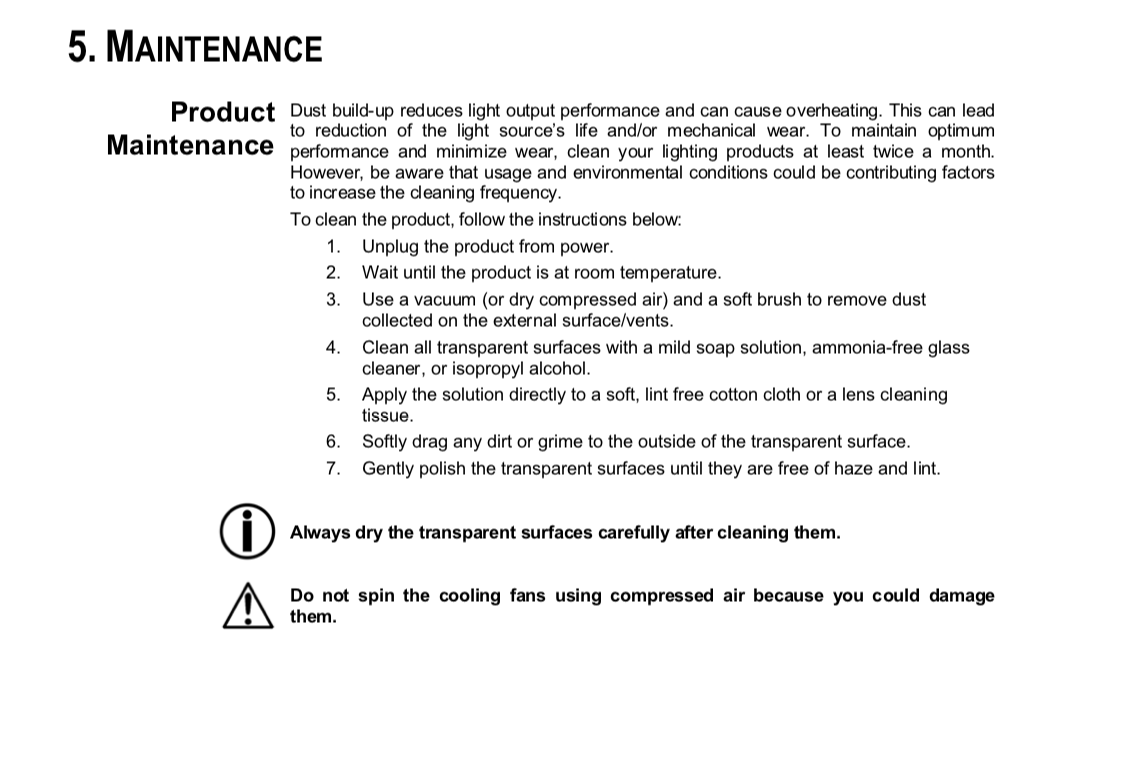 5. MAINTENANCE
Product
Maintenance
Dust build-up reduces light output performance and can cause overheating. This can lead
to reduction of the light source's life and/or mechanical wear. To maintain optimum
performance and minimize wear, clean your lighting products at least twice a month.
However, be aware that usage and environmental conditions could be contributing factors
to increase the cleaning frequency.
To clean the product, follow the instructions below:
1. Unplug the product from power.
2. Wait until the product is at room temperature.
3. Use a vacuum (or dry compressed air) and a soft brush to remove dust
collected on the external surface/vents.
4. Clean all transparent surfaces with a mild soap solution, ammonia-free glass
cleaner, or isopropyl alcohol.
5. Apply the solution directly to a soft, lint free cotton cloth or a lens cleaning
tissue.
6. Softly drag any dirt or grime to the outside of the transparent surface.
7. Gently polish the transparent surfaces until they are free of haze and lint.
Always dry the transparent surfaces carefully after cleaning them.
Do not spin the cooling fans using compressed air because you could damage
them.